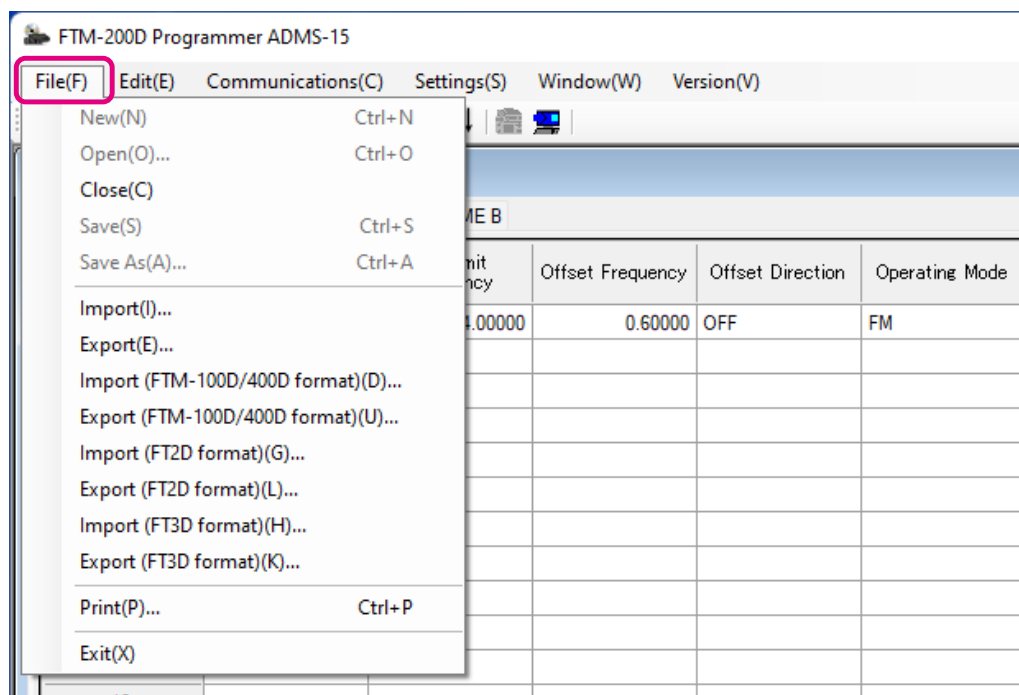 FTM-200D Programmer ADMS-15
File(F) Edit(E) Communications(C) Settings(S) Window(W) Version(V)
New(N) Ctrl+N
Open(O)... Ctrl+O
Close(C)
Save(S) Ctrl+S
Save As(A)... Ctrl+A
Import(I)...
Export(E)...
Import (FTM-100D/400D format)(D)...
Export (FTM-100D/400D format)(U)...
Import (FT2D format)(G)...
Export (FT2D format)(L)...
Import (FT3D format)(H)...
Export (FT3D format)(K)...
Print(P)... Ctrl+P
Exit(X)
ME B
Offset Frequency Offset Direction Operating Mode
.00000 0.60000 OFF FM